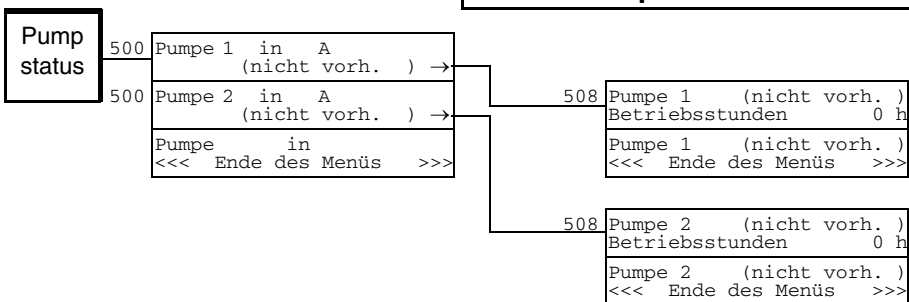 Pump
status
500 Pumpe 1 in A
(nicht vorh. ) →
500 Pumpe 2 in A
(nicht vorh. ) →
Pumpe in
<<< Ende des Menüs >>>
508 Pumpe 1 (nicht vorh. )
Betriebsstunden 0 h
Pumpe 1 (nicht vorh. )
<<< Ende des Menüs >>>
508 Pumpe 2 (nicht vorh. )
Betriebsstunden 0 h
Pumpe 2 (nicht vorh. )
<<< Ende des Menüs >>>